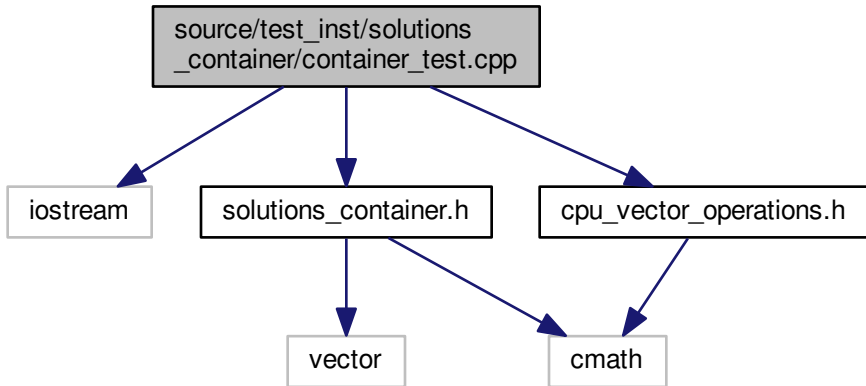 source/test_inst/solutions
_container/container_test.cpp
iostream
solutions_container.h
cpu_vector_operations.h
vector
cmath